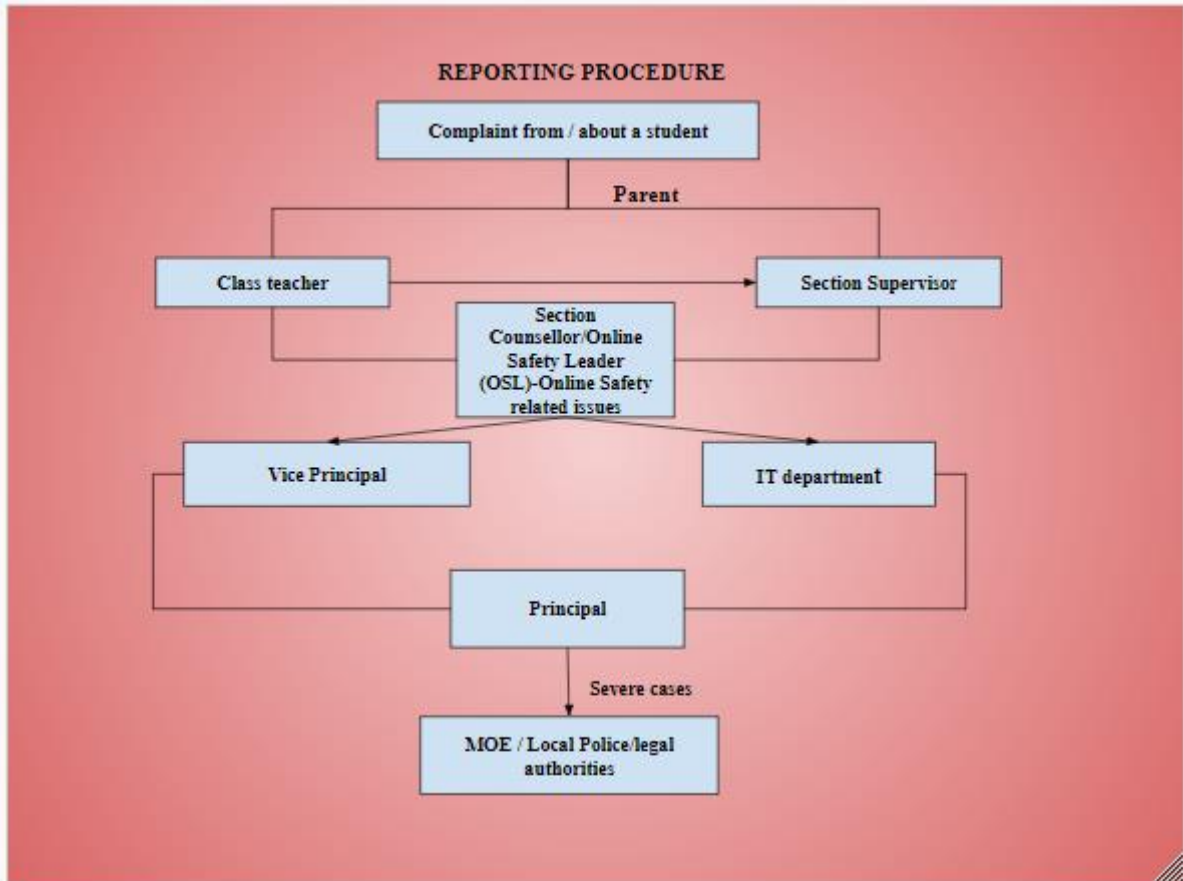 REPORTING PROCEDURE
Complaint from / about a student
Parent
Class teacher
Section Supervisor
Section
Counsellor/Online
Safety Leader
(OSL)-Online Safety
related issues
Vice Principal
IT department
Principal
Severe cases
MOE / Local Police/legal
authorities